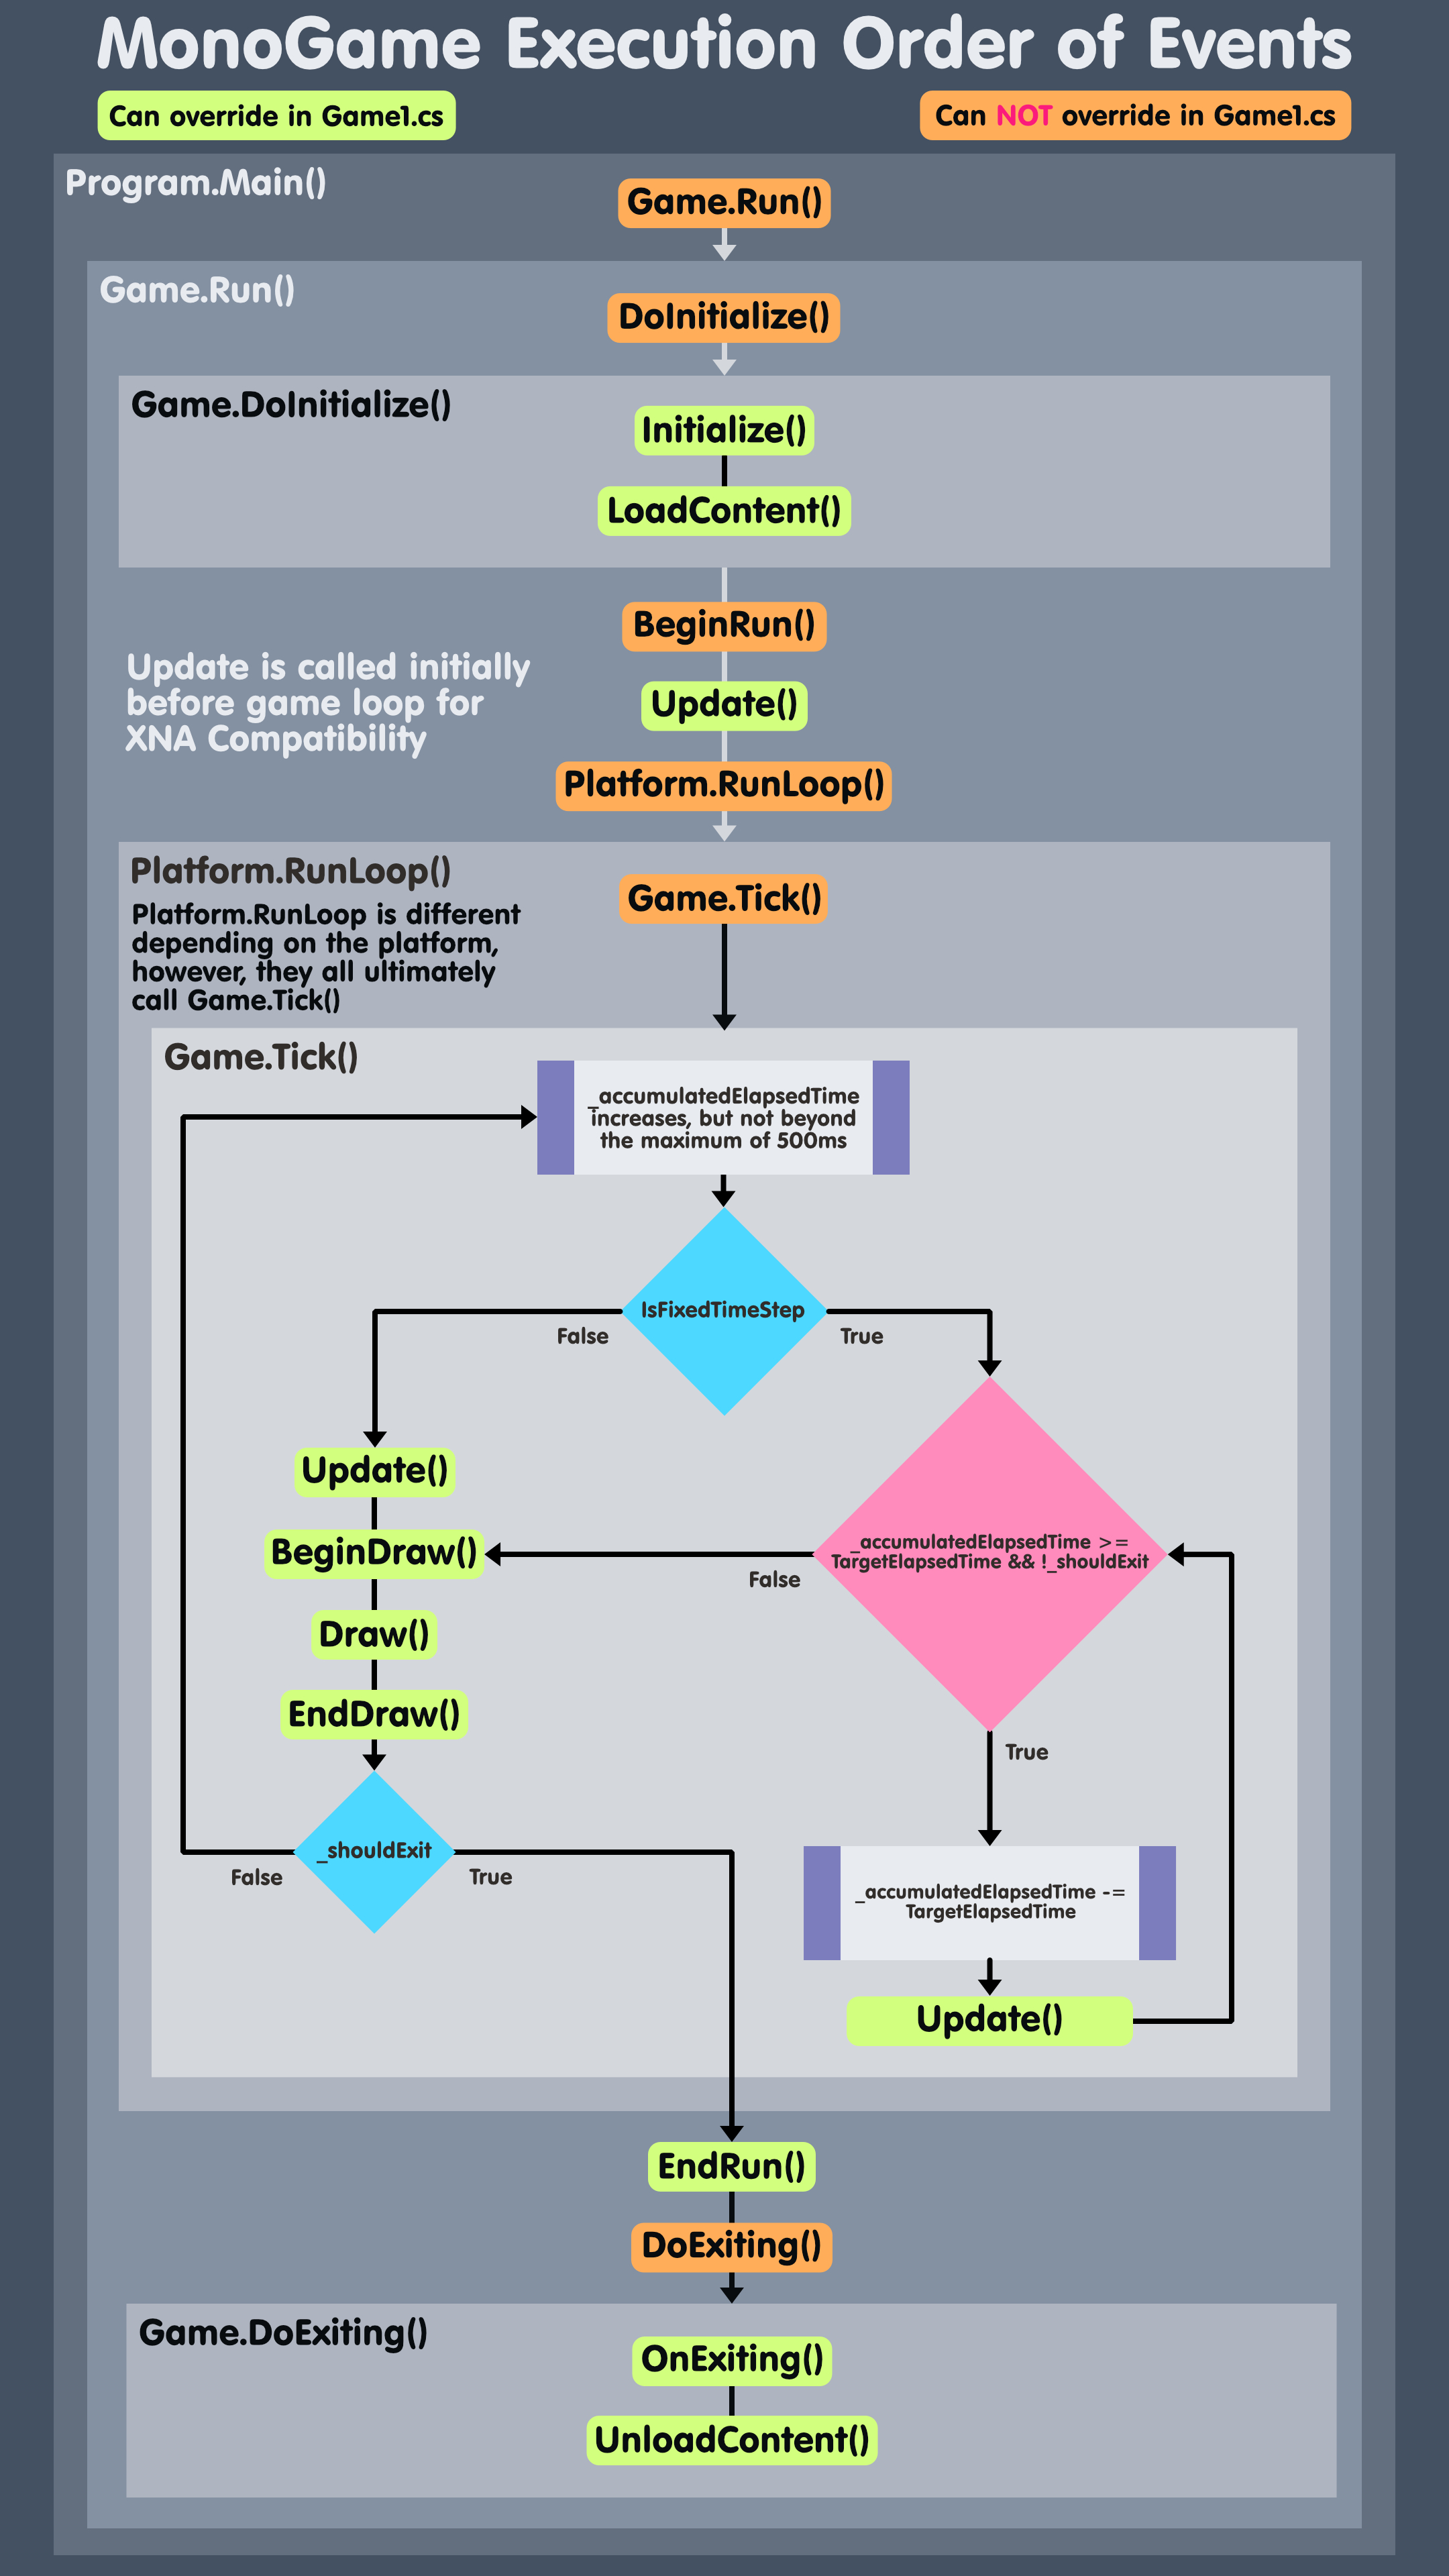 MonoGame Execution Order of Events
Can override in Game1.cs
Can NOT override in Game1.cs
Program.Main()
Game.Run()
Game.Run()
DoInitialize()
Game.DoInitialize()
Initialize()
LoadContent()
BeginRun()
Update is called initially
before game loop for
XNA Compatibility
Update()
Platform.RunLoop()
Platform.RunLoop()
Platform.RunLoop is different
depending on the platform,
however, they all ultimately
call Game.Tick()
Game.Tick()
Game.Tick()
_accumulatedElapsedTime
increases, but not beyond
the maximum of 500ms
IsFixedTimeStep
False
True
Update()
BeginDraw()
Draw()
EndDraw()
_accumulatedElapsedTime >=
TargetElapsedTime && !_shouldExit
False
True
_shouldExit
False
True
_accumulatedElapsedTime -=
TargetElapsedTime
Update()
EndRun()
DoExiting()
Game.DoExiting()
OnExiting()
UnloadContent()